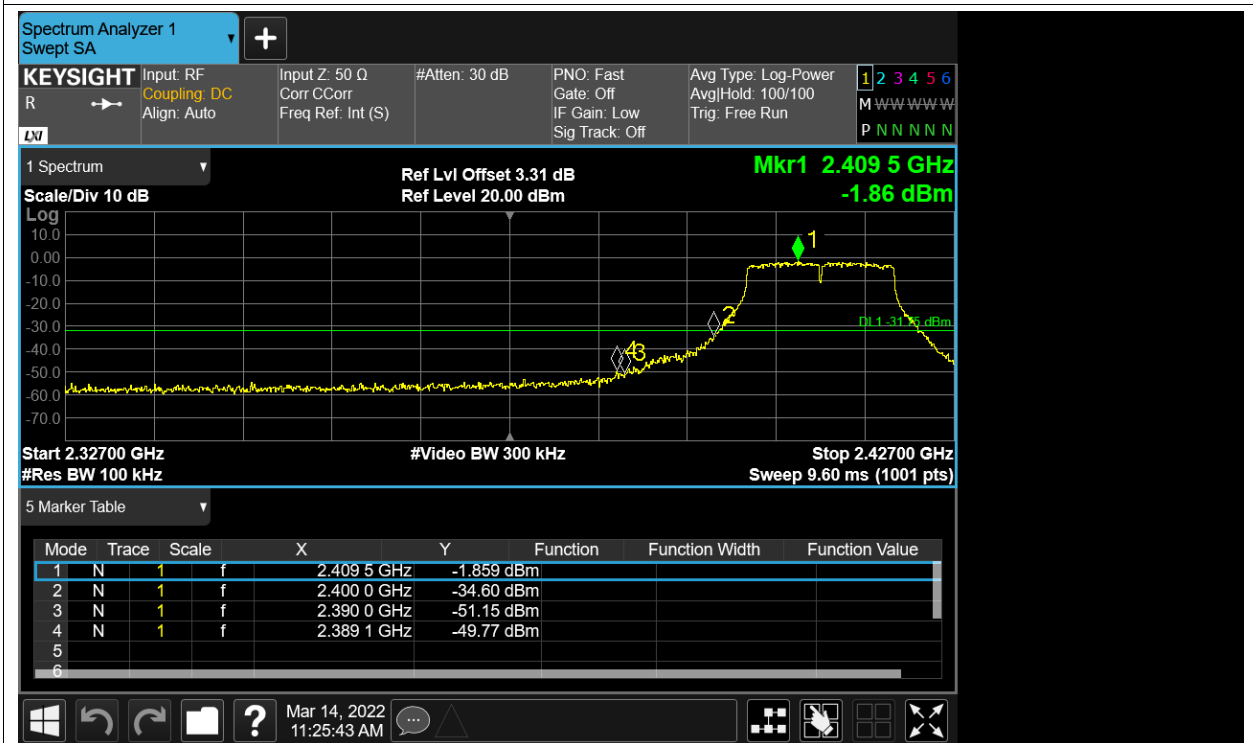 Spectrum Analyzer 1
Swept SA
+
KEYSIGHT Input: RF Input Z: 50 Ω #Atten: 30 dB PNO: Fast Avg Type: Log-Power 1 2 3 4 5 6
R Coupling: DC Corr CCorr Gate: Off Avg|Hold: 100/100 M W W W W W
Align: Auto Freq Ref: Int (S) IF Gain: Low Trig: Free Run
LXI Sig Track: Off P N N N N N
1 Spectrum Ref Lvl Offset 3.31 dB Mkr1 2.409 5 GHz
Scale/Div 10 dB Ref Level 20.00 dBm -1.86 dBm
Log
10.0 1
0.00
-10.0
-20.0 2
-30.0 DL1 -31.75 dBm
-40.0 4 3
-50.0
-60.0
-70.0
Start 2.32700 GHz #Video BW 300 kHz Stop 2.42700 GHz
#Res BW 100 kHz Sweep 9.60 ms (1001 pts)
5 Marker Table
Mode Trace Scale X Y Function Function Width Function Value
1 N 1 f 2.409 5 GHz -1.859 dBm
2 N 1 f 2.400 0 GHz -34.60 dBm
3 N 1 f 2.390 0 GHz -51.15 dBm
4 N 1 f 2.389 1 GHz -49.77 dBm
5
6
? Mar 14, 2022
11:25:43 AM